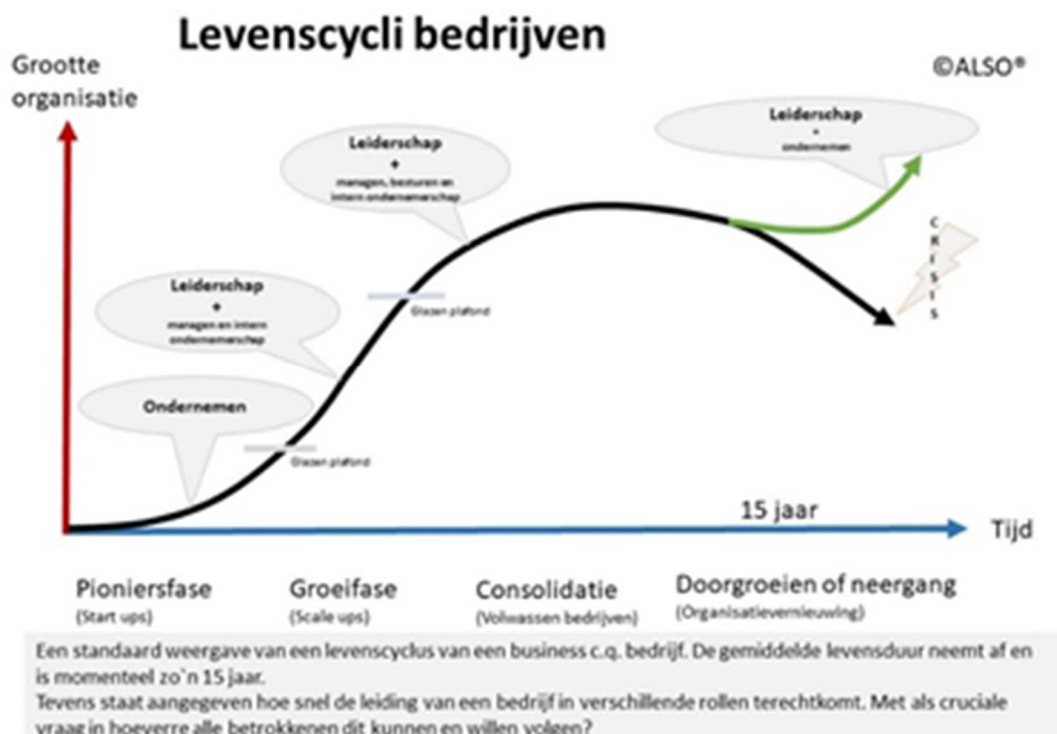 Levenscycli bedrijven
Grootte
organisatie
©ALSO®
Leiderschap
+
ondernemen
Leiderschap
+
managen, besturen en
intern ondernemerschap
C
R
I
S
I
S
Leiderschap
+
managen en intern
ondernemerschap
Glazen plafond
Ondernemen
Glazen plafond
15 jaar
Tijd
Pioniersfase
(Start ups)
Groeifase
(Scale ups)
Consolidatie
(Volwassen bedrijven)
Doorgroeien of neergang
(Organisatievernieuwing)
Een standaard weergave van een levenscyclus van een business c.q. bedrijf. De gemiddelde levensduur neemt af en
is momenteel zo`n 15 jaar.
Tevens staat aangegeven hoe snel de leiding van een bedrijf in verschillende rollen terechtkomt. Met als cruciale
vraag in hoeverre alle betrokkenen dit kunnen en willen volgen?